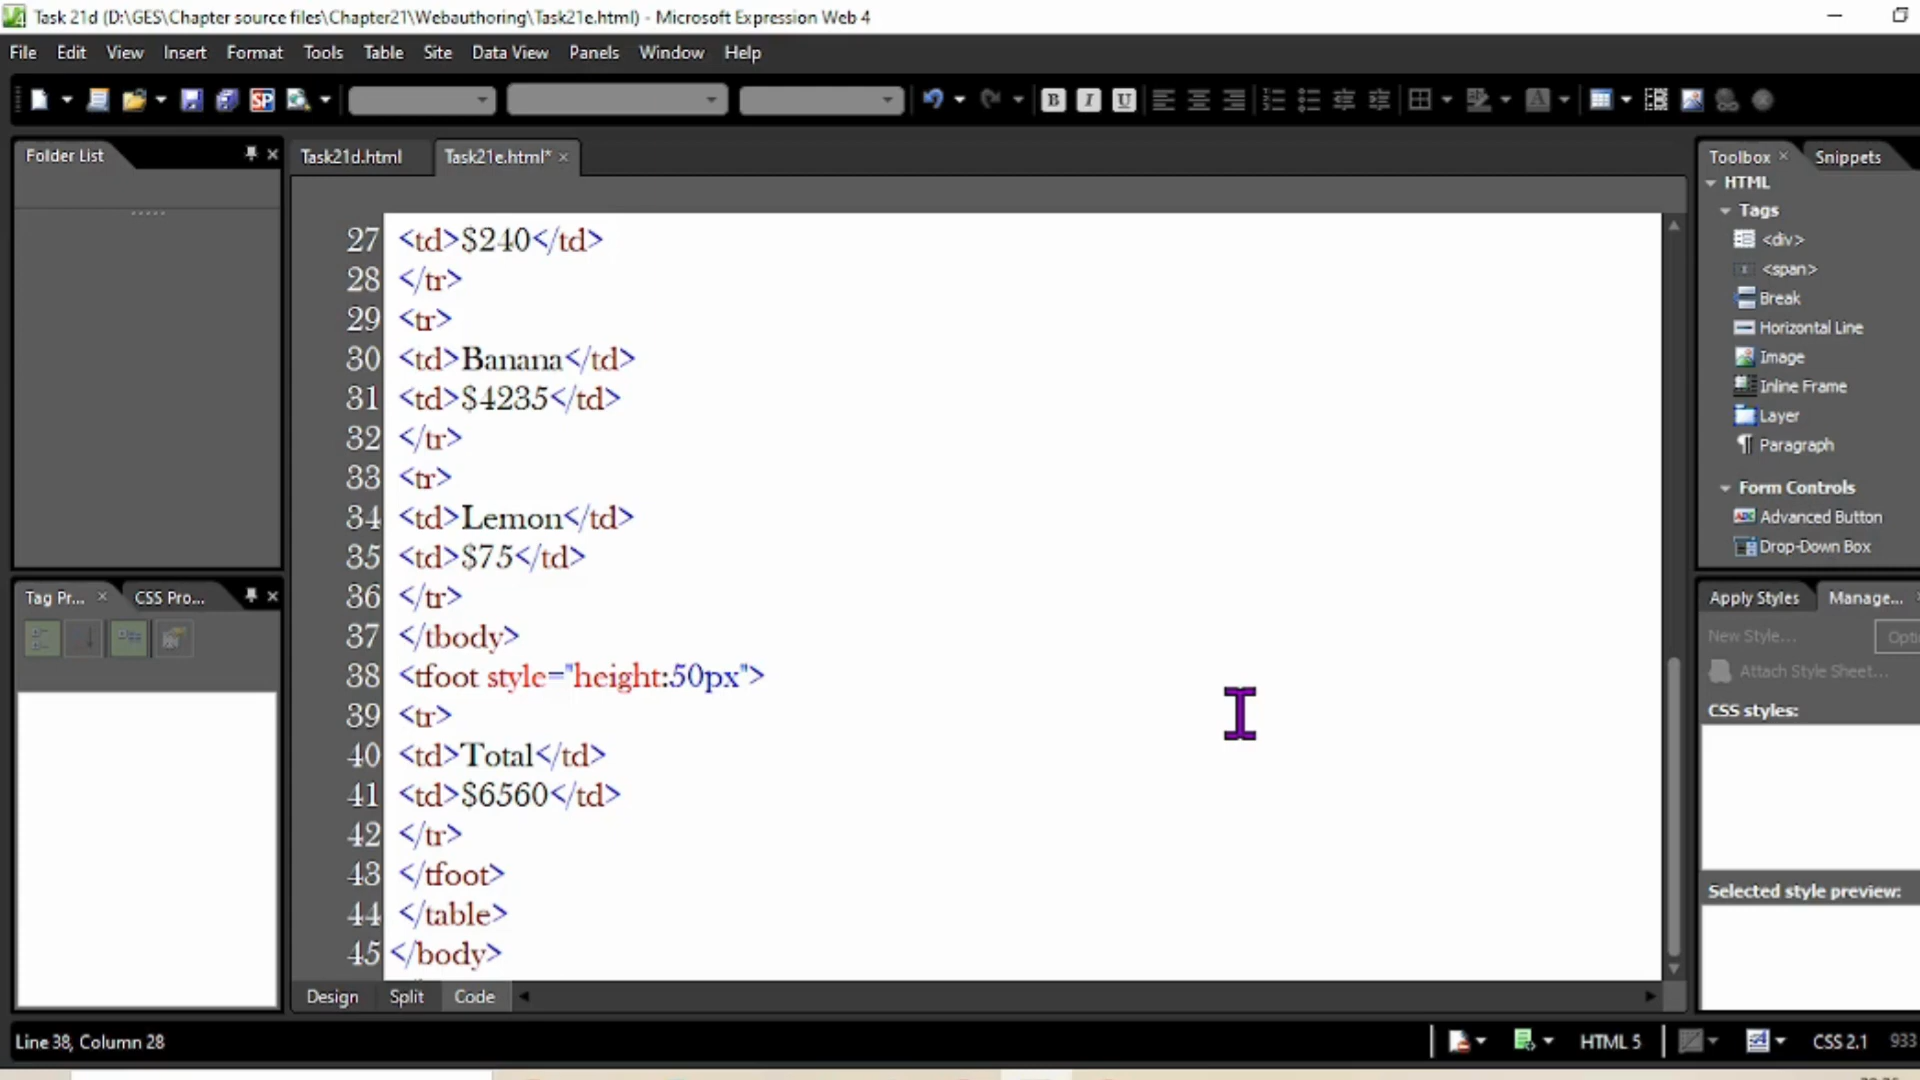 Task 21d (D:\GES\Chapter source files\Chapter21\Webauthoring\Task21e.html) - Microsoft Expression Web 4
File Edit View Insert Format Tools Table Site Data View Panels Window Help
Folder List
Task21d.html Task21e.html*
Toolbox Snippets
HTML
Tags
<div>
<span>
Break
Horizontal Line
Image
Inline Frame
Layer
Paragraph
Form Controls
Advanced Button
Drop-Down Box
27 <td>$240</td>
28 </tr>
29 <tr>
30 <td>Banana</td>
31 <td>$4235</td>
32 </tr>
33 <tr>
34 <td>Lemon</td>
35 <td>$75</td>
36 </tr>
37 </tbody>
38 <tfoot style="height:50px">
39 <tr>
40 <td>Total</td>
41 <td>$6560</td>
42 </tr>
43 </tfoot>
44 </table>
45 </body>
Tag Pr... CSS Pro...
Apply Styles Manage...
New Style... Opti
Attach Style Sheet...
CSS styles:
Selected style preview:
Design Split Code
Line 38, Column 28
HTML 5 CSS 2.1 933